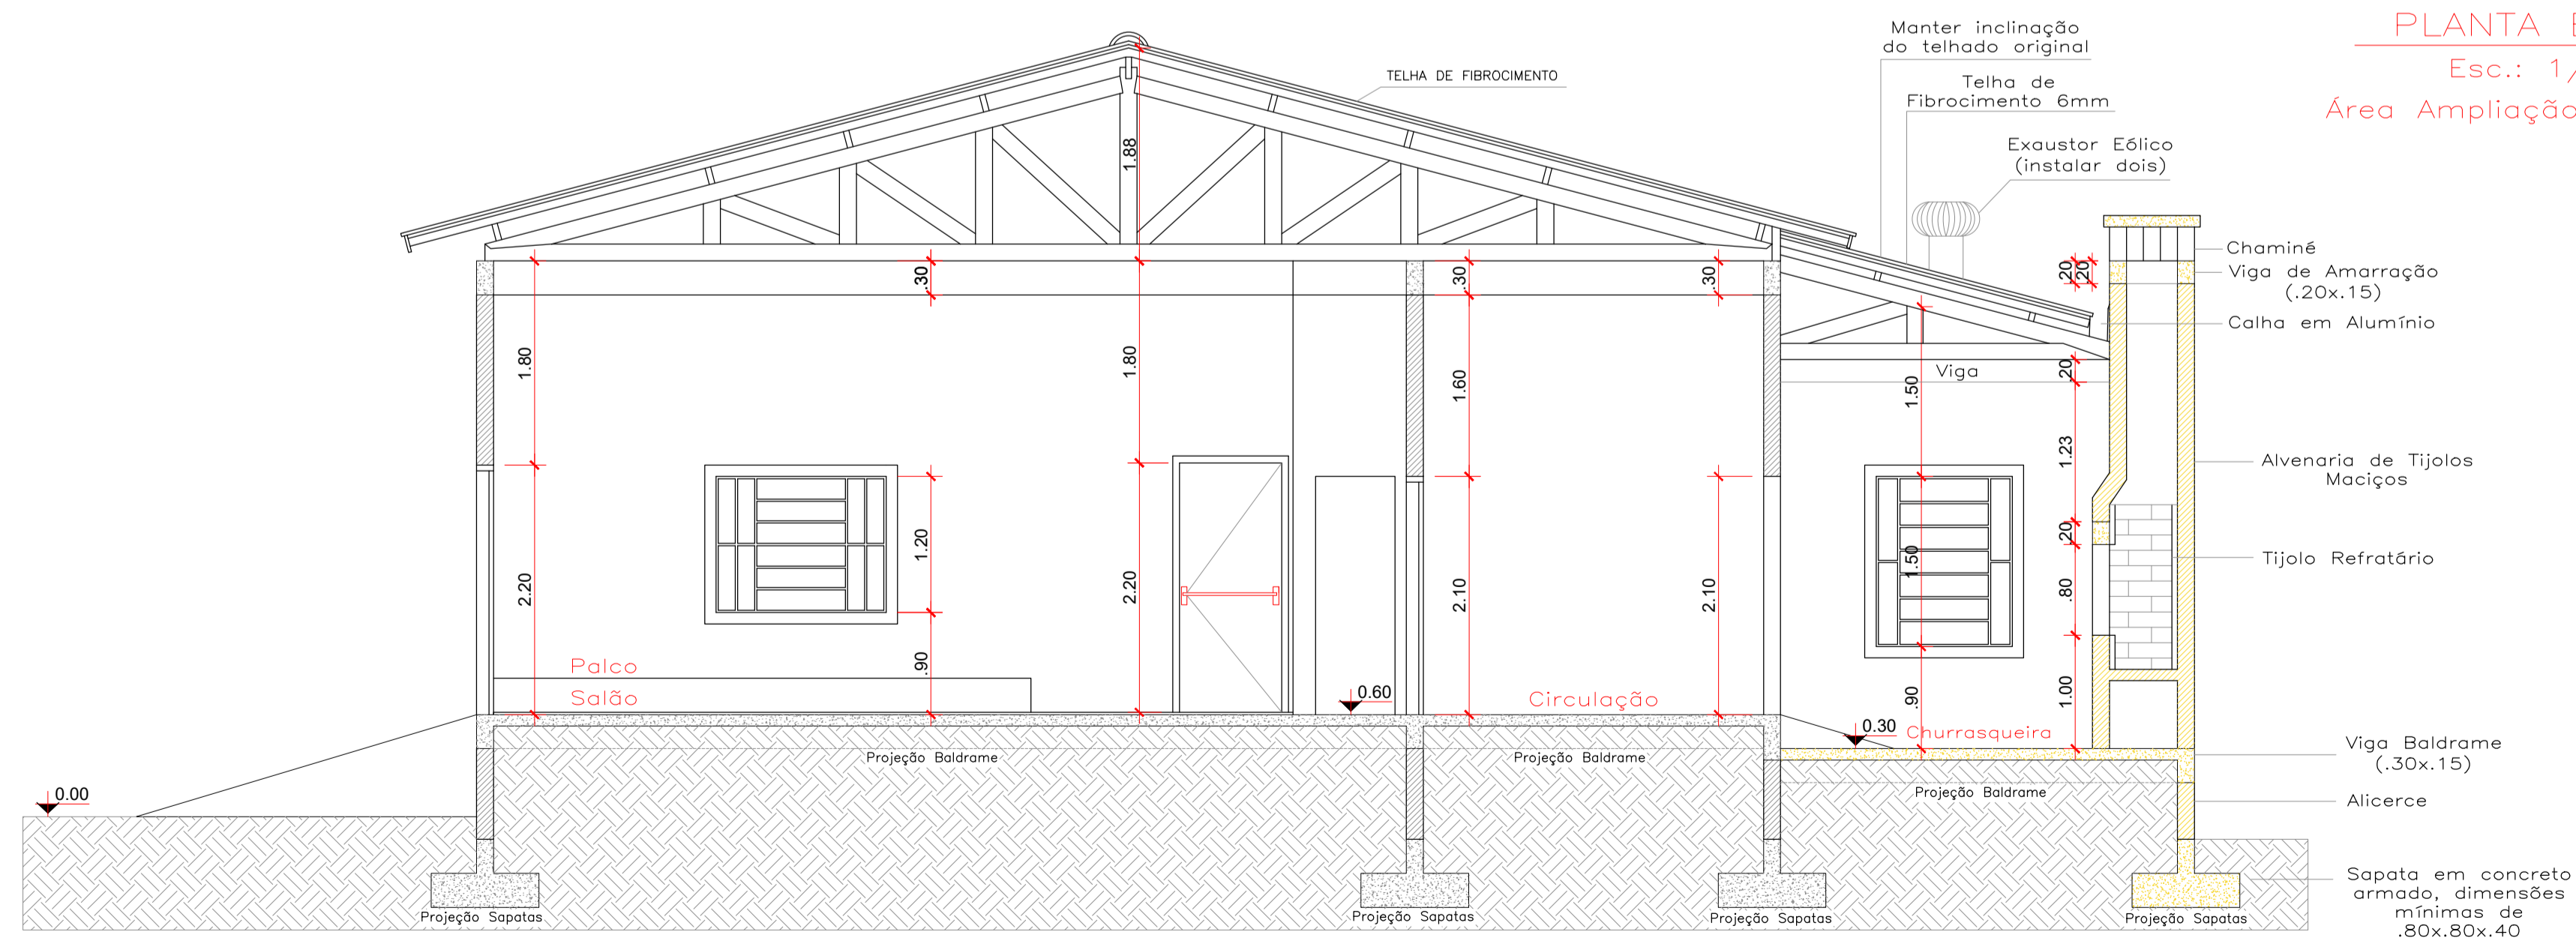 PLANTA
Esc.: 1/
Área Ampliação
Manter inclinação
do telhado original
TELHA DE FIBROCIMENTO
Telha de
Fibrocimento 6mm
Exaustor Eólico
(instalar dois)
1.88
Chaminé
Viga de Amarração
(.20x.15)
Calha em Alumínio
.30
.30
.30
.20
.20
1.80
1.80
1.60
1.50
Viga
.20
1.23
Alvenaria de Tijolos
Maciços
.20
Tijolo Refratário
1.20
2.20
2.20
2.10
2.10
1.50
.80
Palco
Salão
.90
0.60
Circulação
.90
1.00
0.30
Churrasqueira
Projeção Baldrame
Projeção Baldrame
Projeção Baldrame
Viga Baldrame
(.30x.15)
0.00
Alicerce
Sapata em concreto
armado, dimensões
mínimas de
.80x.80x.40
Projeção Sapatas
Projeção Sapatas
Projeção Sapatas
Projeção Sapatas